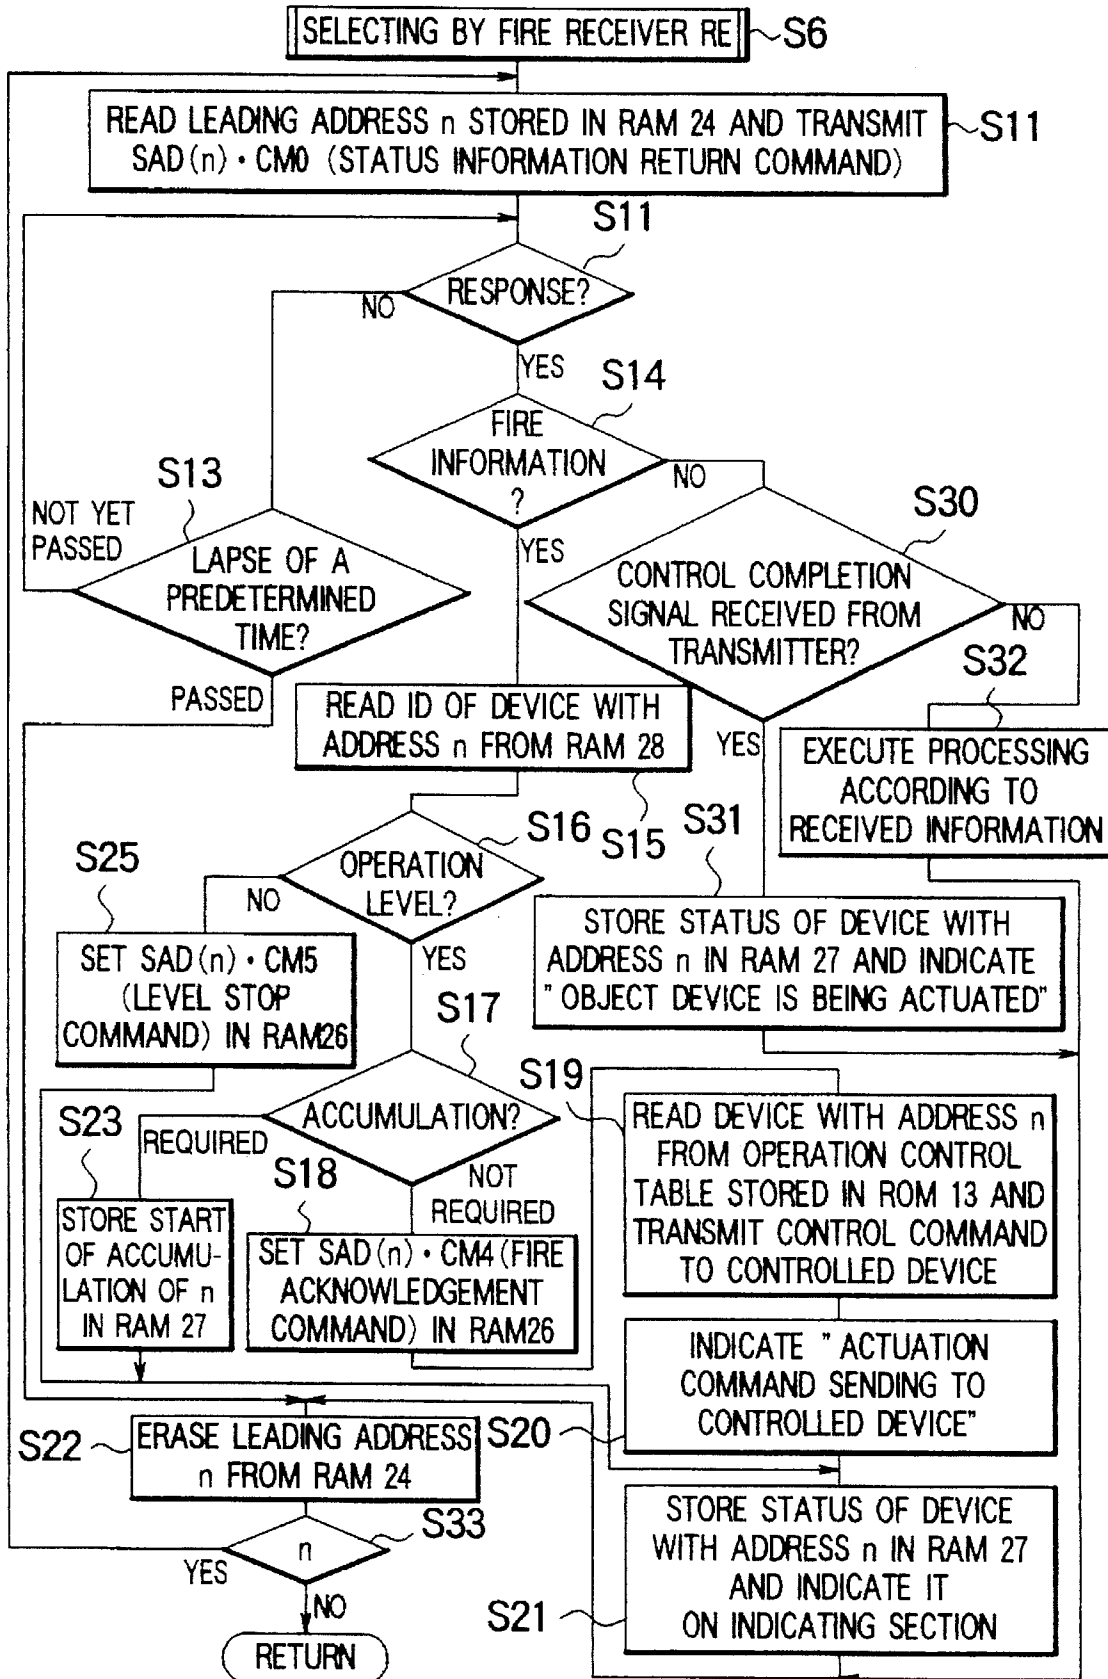 SELECTING BY FIRE RECEIVER RE
S6
READ LEADING ADDRESS n STORED IN RAM 24 AND TRANSMIT
SAD(n)・CM0 (STATUS INFORMATION RETURN COMMAND)
S11
S11
RESPONSE?
NO
YES
S14
FIRE
INFORMATION
?
NO
YES
S13
NOT YET
PASSED
LAPSE OF A
PREDETERMINED
TIME?
PASSED
S30
CONTROL COMPLETION
SIGNAL RECEIVED FROM
TRANSMITTER?
NO
YES
S32
EXECUTE PROCESSING
ACCORDING TO
RECEIVED INFORMATION
READ ID OF DEVICE WITH
ADDRESS n FROM RAM 28
S15
S16
OPERATION
LEVEL?
NO
YES
S31
STORE STATUS OF DEVICE WITH
ADDRESS n IN RAM 27 AND INDICATE
" OBJECT DEVICE IS BEING ACTUATED"
S25
SET SAD(n)・CM5
(LEVEL STOP
COMMAND) IN RAM26
S17
ACCUMULATION?
REQUIRED
NOT
REQUIRED
S23
STORE START
OF ACCUMU-
LATION OF n
IN RAM 27
S18
SET SAD(n)・CM4(FIRE
ACKNOWLEDGEMENT
COMMAND) IN RAM26
S19
READ DEVICE WITH ADDRESS n
FROM OPERATION CONTROL
TABLE STORED IN ROM 13 AND
TRANSMIT CONTROL COMMAND
TO CONTROLLED DEVICE
INDICATE " ACTUATION
COMMAND SENDING TO
CONTROLLED DEVICE"
S20
STORE STATUS OF DEVICE
WITH ADDRESS n IN RAM 27
AND INDICATE IT
ON INDICATING SECTION
S21
S22
ERASE LEADING ADDRESS
n FROM RAM 24
S33
n
YES
NO
RETURN